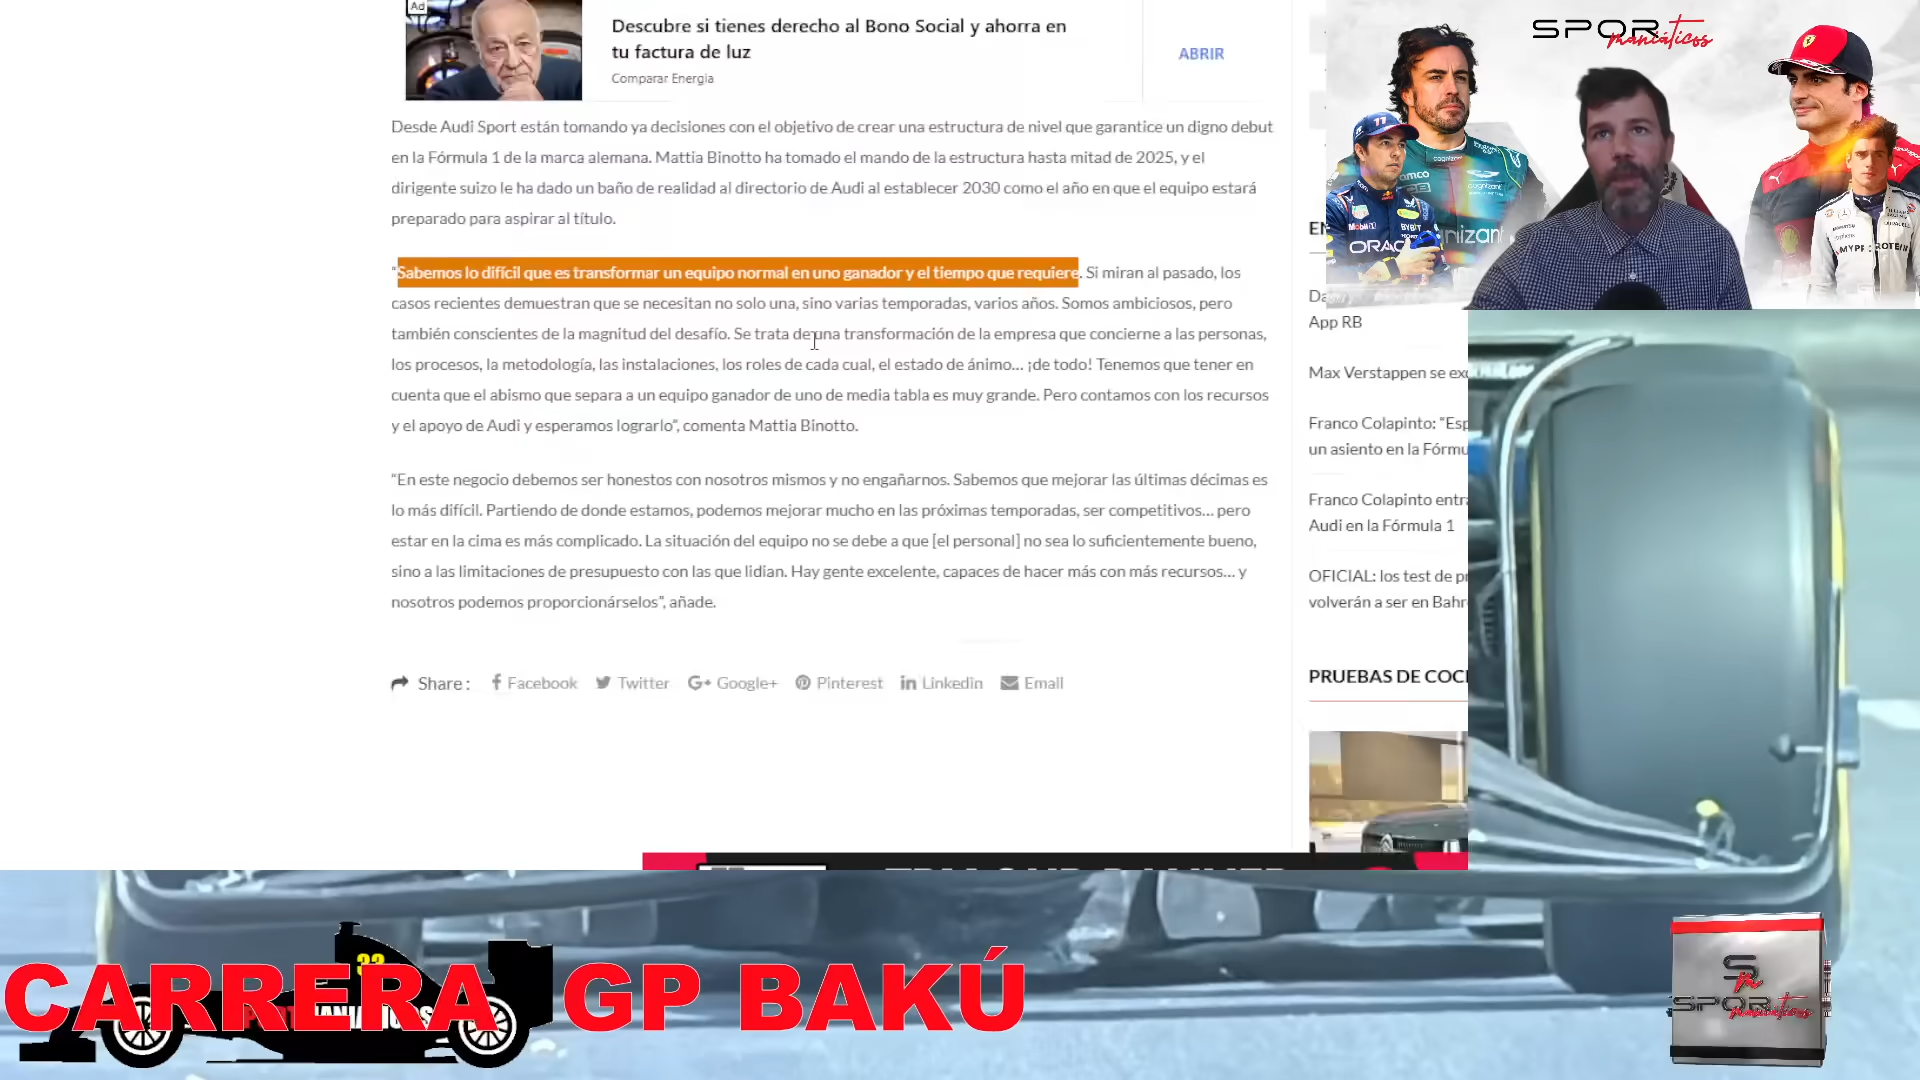 Ad
Descubre si tienes derecho al Bono Social y ahorra en
tu factura de luz
Comparar Energia
ABRIR
Desde Audi Sport están tomando ya decisiones con el objetivo de crear una estructura de nivel que garantice un digno debut
en la Fórmula 1 de la marca alemana. Mattia Binotto ha tomado el mando de la estructura hasta mitad de 2025, y el
dirigente suizo le ha dado un baño de realidad al directorio de Audi al establecer 2030 como el año en que el equipo estará
preparado para aspirar al título.
“Sabemos lo difícil que es transformar un equipo normal en uno ganador y el tiempo que requiere. Si miran al pasado, los
casos recientes demuestran que se necesitan no solo una, sino varias temporadas, varios años. Somos ambiciosos, pero
también conscientes de la magnitud del desafío. Se trata de una transformación de la empresa que concierne a las personas,
los procesos, la metodología, las instalaciones, los roles de cada cual, el estado de ánimo… ¡de todo! Tenemos que tener en
cuenta que el abismo que separa a un equipo ganador de uno de media tabla es muy grande. Pero contamos con los recursos
y el apoyo de Audi y esperamos lograrlo”, comenta Mattia Binotto.
“En este negocio debemos ser honestos con nosotros mismos y no engañarnos. Sabemos que mejorar las últimas décimas es
lo más difícil. Partiendo de donde estamos, podemos mejorar mucho en las próximas temporadas, ser competitivos… pero
estar en la cima es más complicado. La situación del equipo no se debe a que [el personal] no sea lo suficientemente bueno,
sino a las limitaciones de presupuesto con las que lidian. Hay gente excelente, capaces de hacer más con más recursos… y
nosotros podemos proporcionárselos”, añade.
Share :
Facebook
Twitter
Google+
Pinterest
Linkedin
Email
SPORT
maniáticos
11
cognizant
ORACL
BYBIT
MYPROTEIN
App RB
Max Verstappen se exc
Franco Colapinto: “Esp
un asiento en la Fórmu
Franco Colapinto entra
Audi en la Fórmula 1
OFICIAL: los test de pr
volverán a ser en Bahr
PRUEBAS DE COCH
CARRERA GP BAKÚ
33
SPORT
maniáticos